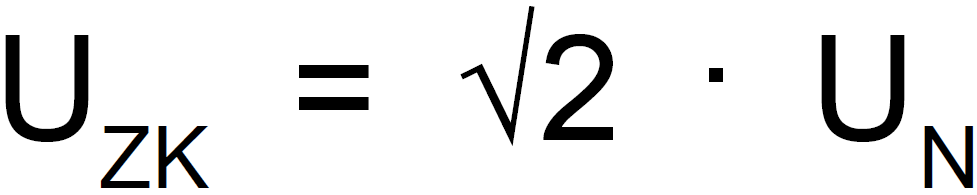 U_ZK = √2 · U_N